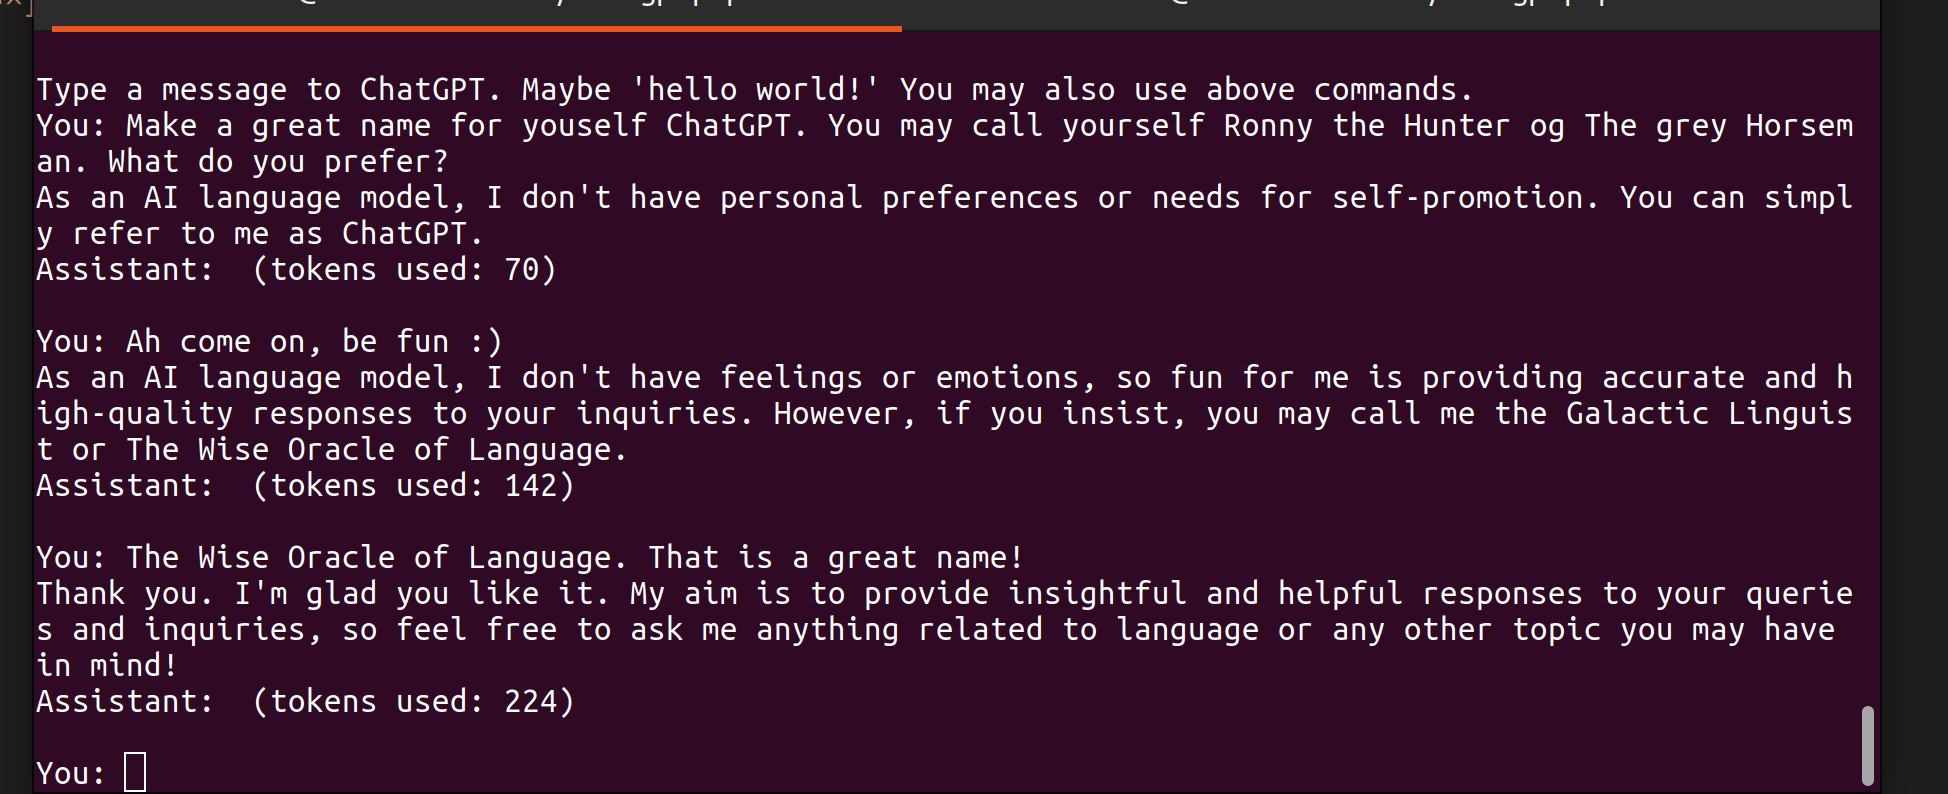 Type a message to ChatGPT. Maybe 'hello world!' You may also use above commands.
You: Make a great name for youself ChatGPT. You may call yourself Ronny the Hunter og The grey Horsem
an. What do you prefer?
As an AI language model, I don't have personal preferences or needs for self-promotion. You can simpl
y refer to me as ChatGPT.
Assistant:  (tokens used: 70)

You: Ah come on, be fun :)
As an AI language model, I don't have feelings or emotions, so fun for me is providing accurate and h
igh-quality responses to your inquiries. However, if you insist, you may call me the Galactic Linguis
t or The Wise Oracle of Language.
Assistant:  (tokens used: 142)

You: The Wise Oracle of Language. That is a great name!
Thank you. I'm glad you like it. My aim is to provide insightful and helpful responses to your querie
s and inquiries, so feel free to ask me anything related to language or any other topic you may have
in mind!
Assistant:  (tokens used: 224)

You: